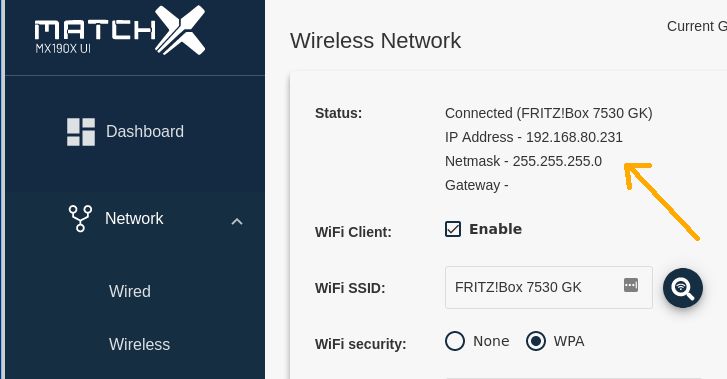 MATCHX
MX190X UI
Current G
Wireless Network
Dashboard
Network
Wired
Wireless
Status:
Connected (FRITZ!Box 7530 GK)
IP Address - 192.168.80.231
Netmask - 255.255.255.0
Gateway -
WiFi Client:
Enable
WiFi SSID:
FRITZ!Box 7530 GK
WiFi security:
None
WPA